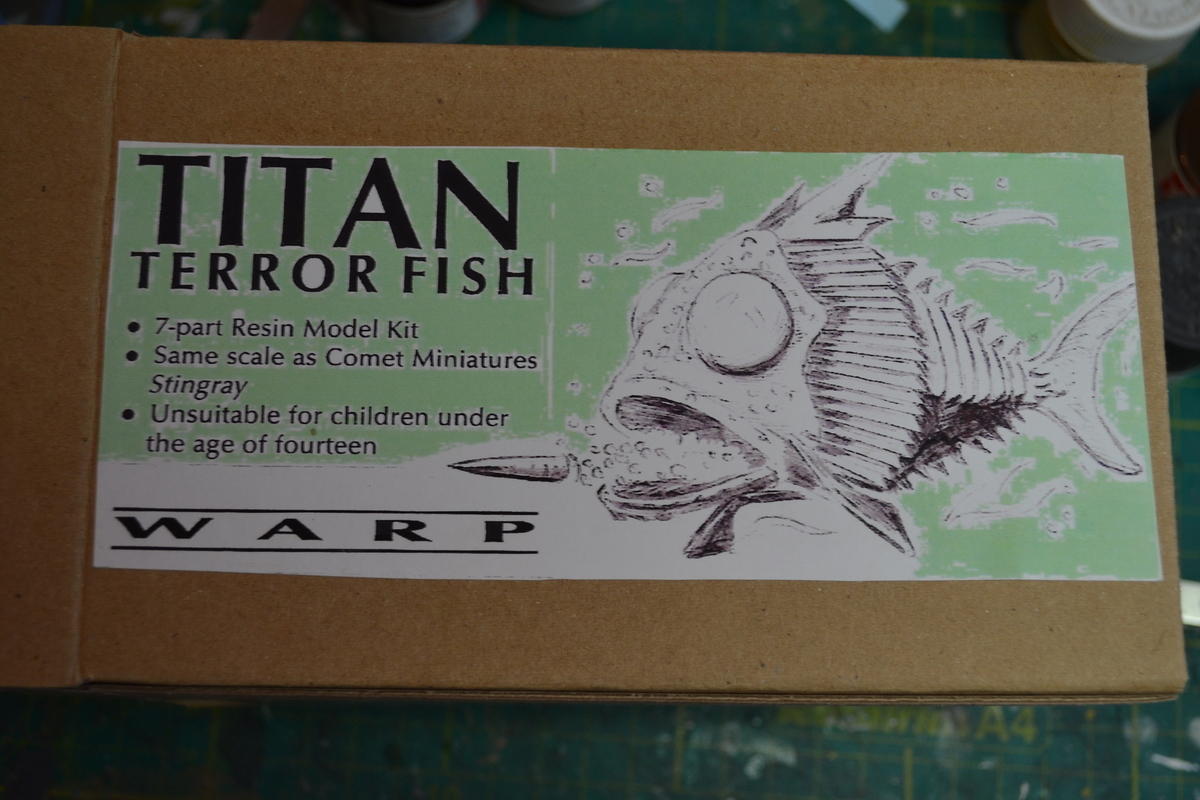 TITAN
TERROR FISH
• 7-part Resin Model Kit
• Same scale as Comet Miniatures
Stingray
• Unsuitable for children under
the age of fourteen
WARP
A4